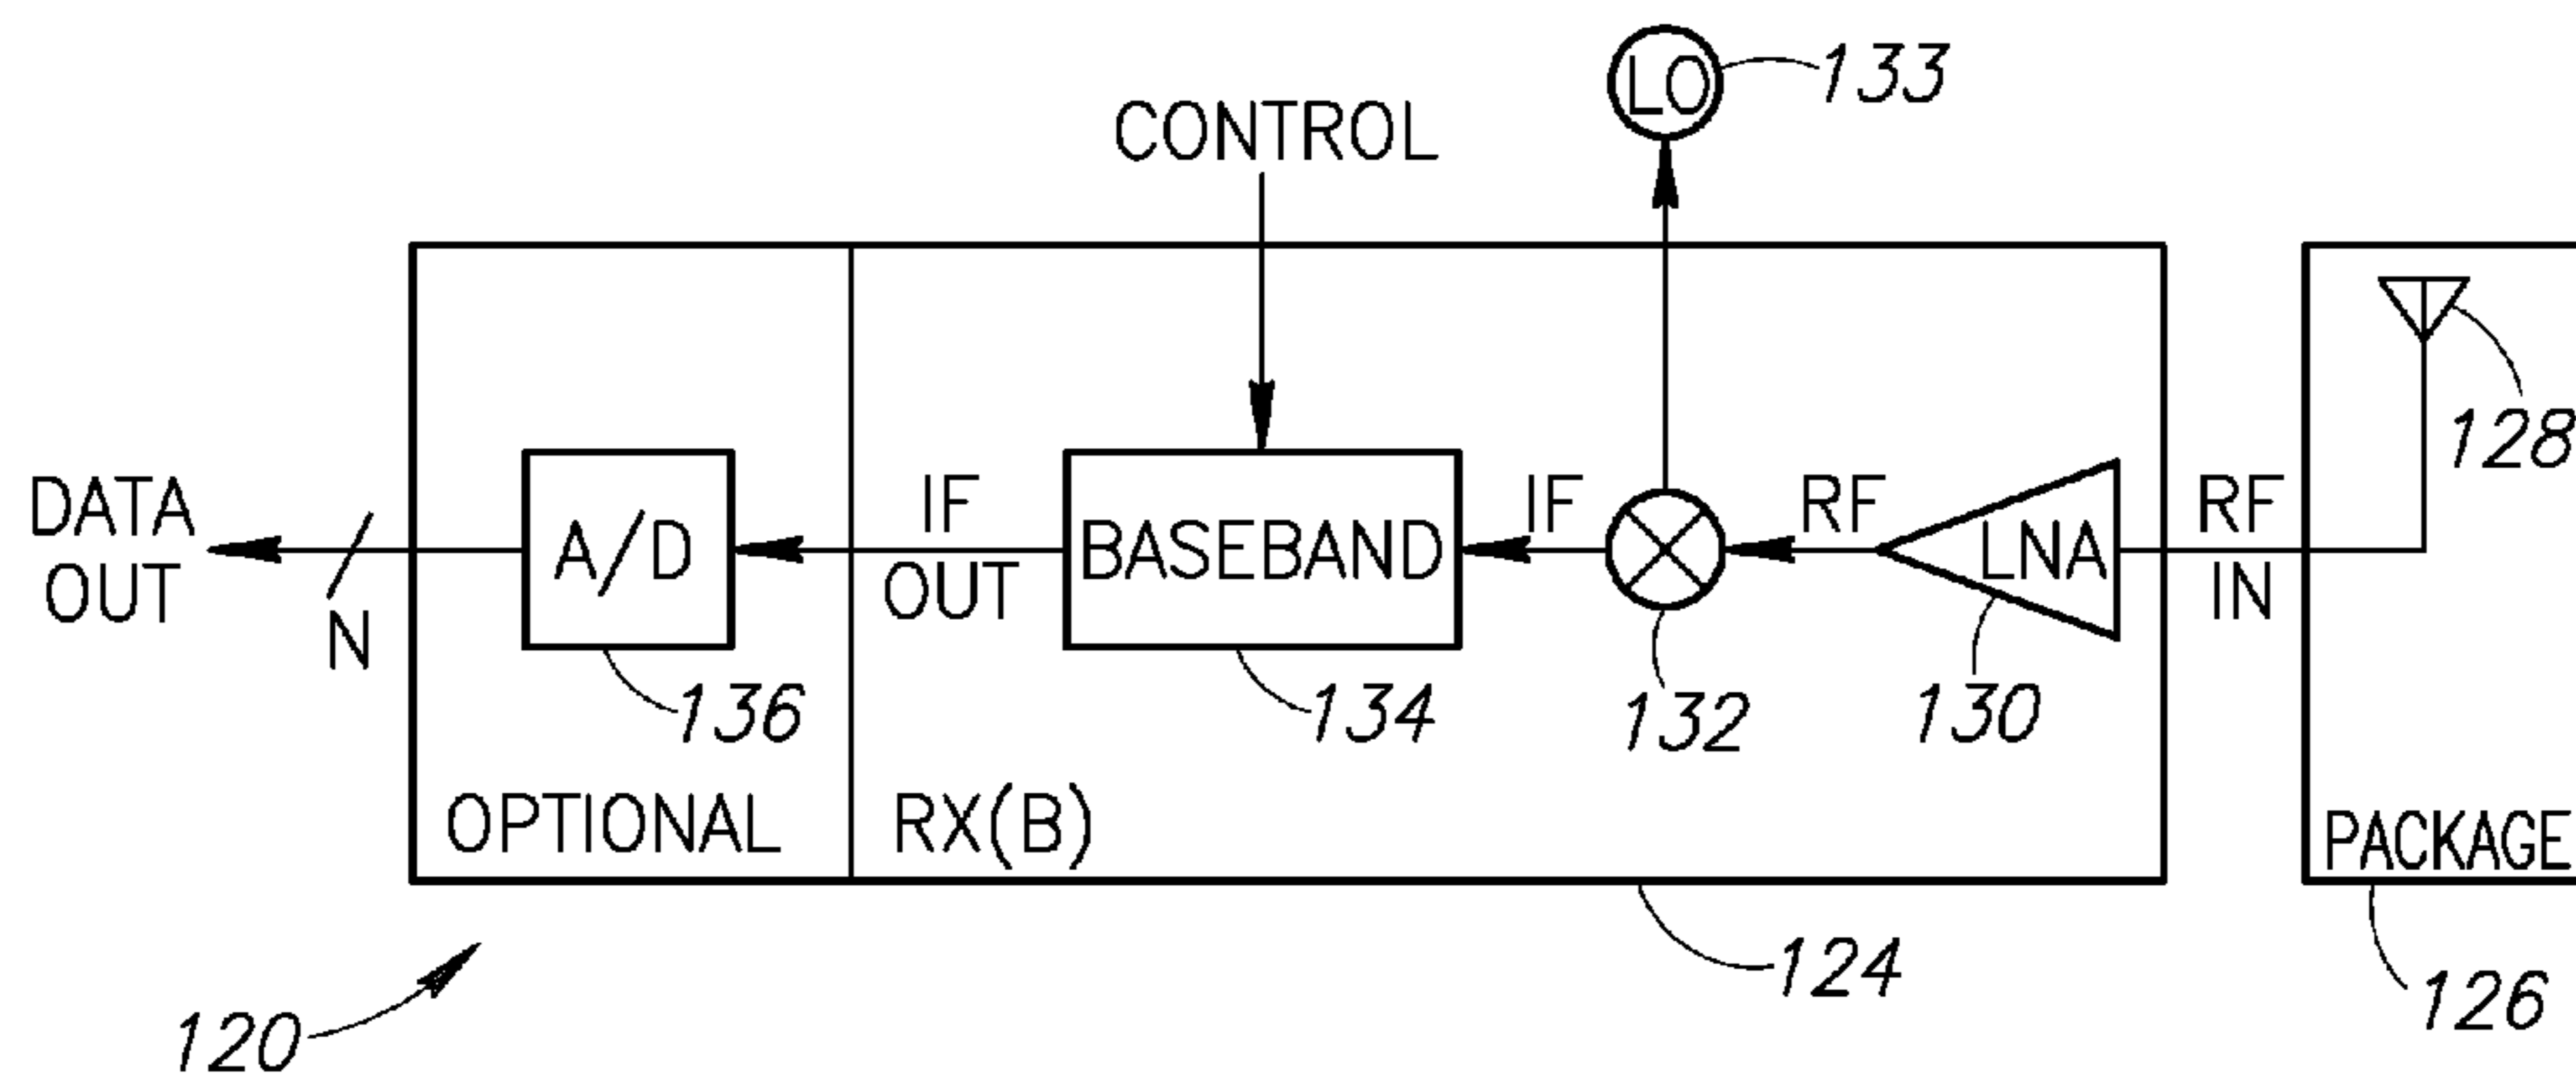 LO
133
CONTROL
128
DATA
OUT
N
A/D
136
IF
OUT
BASEBAND
134
IF
132
RF
LNA
130
RF
IN
OPTIONAL
RX(B)
PACKAGE
124
126
120